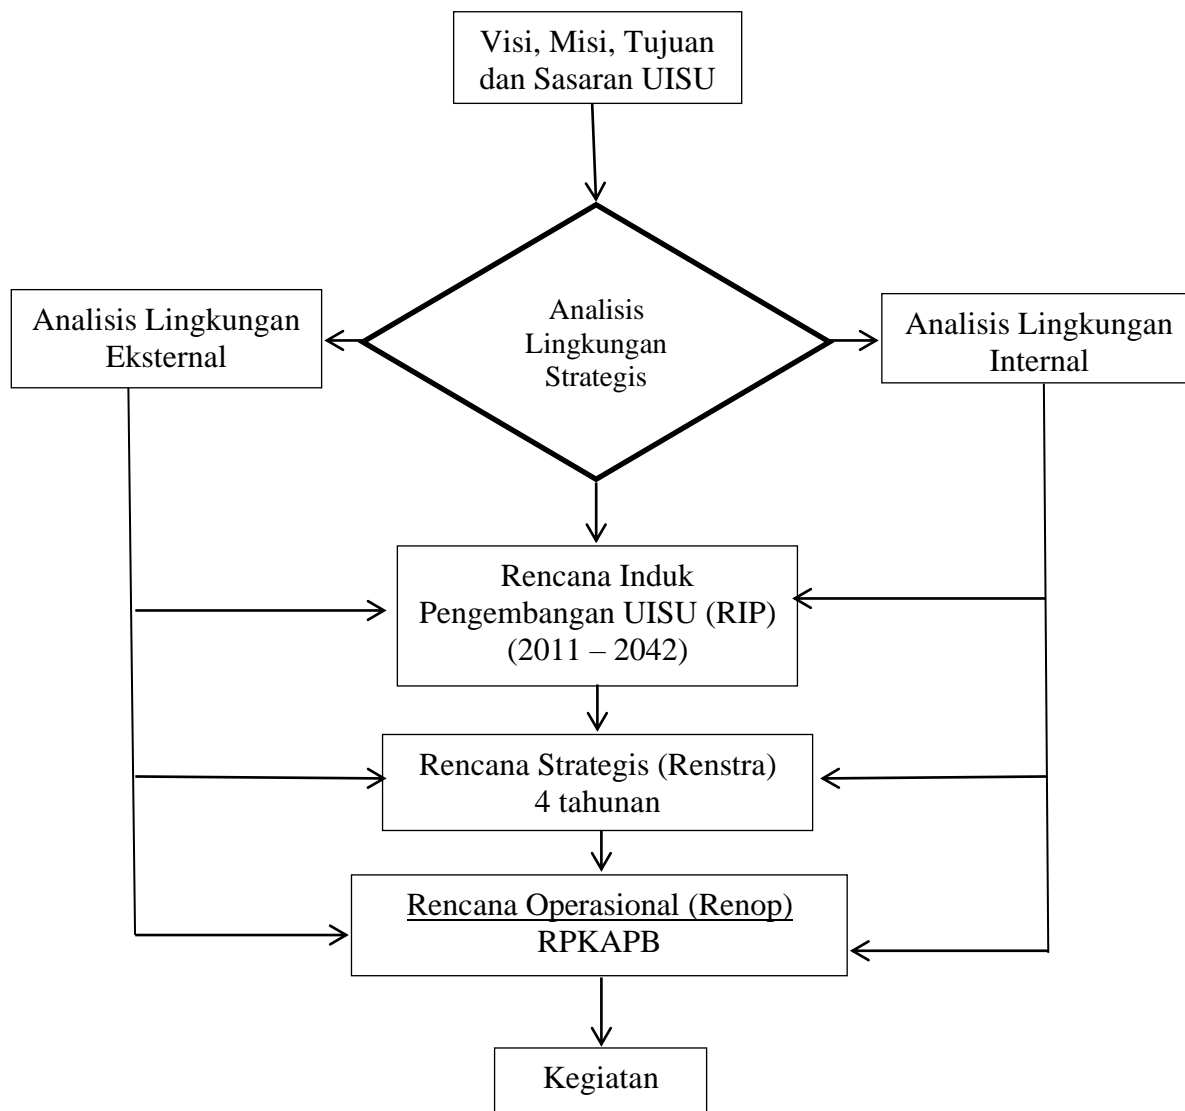 Visi, Misi, Tujuan
dan Sasaran UISU
Analisis Lingkungan
Eksternal
Analisis
Lingkungan
Strategis
Analisis Lingkungan
Internal
Rencana Induk
Pengembangan UISU (RIP)
(2011 – 2042)
Rencana Strategis (Renstra)
4 tahunan
Rencana Operasional (Renop)
RPKAPB
Kegiatan